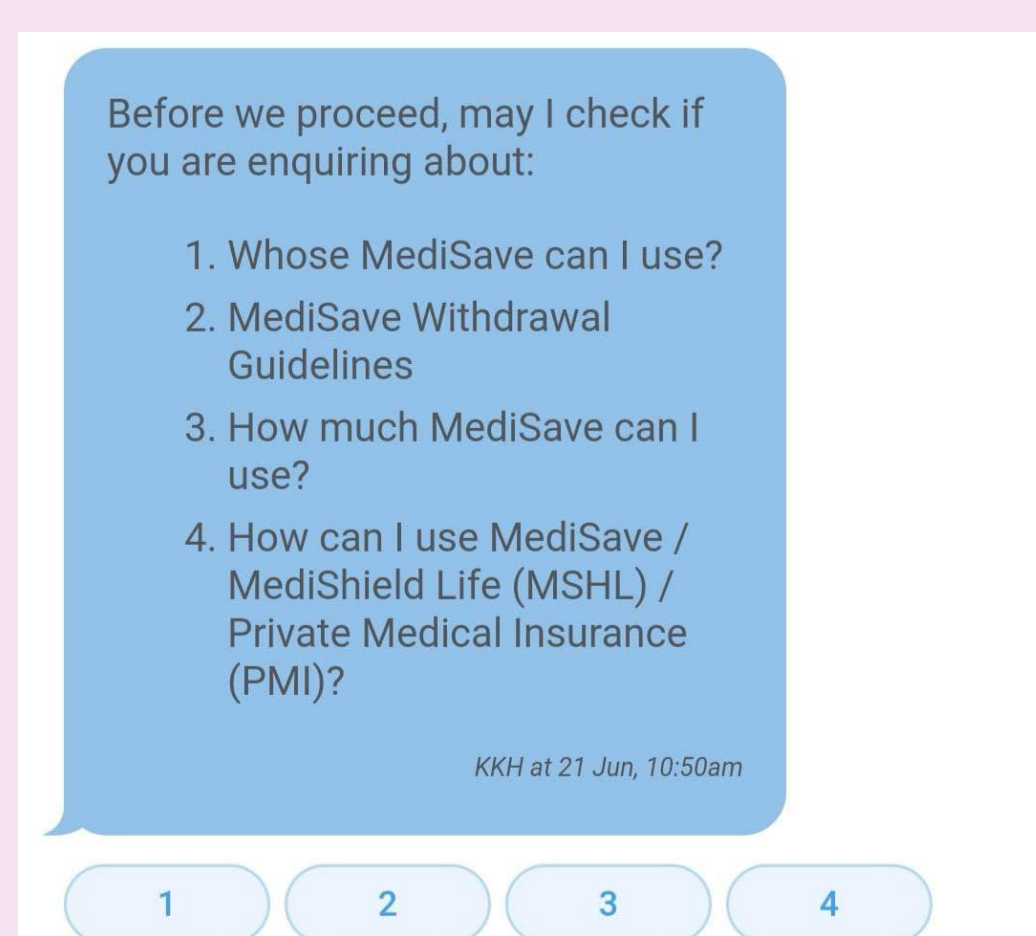 Before we proceed, may I check if
you are enquiring about:
1. Whose MediSave can I use?
2. MediSave Withdrawal
Guidelines
3. How much MediSave can I
use?
4. How can I use MediSave /
MediShield Life (MSHL) /
Private Medical Insurance
(PMI)?
KKH at 21 Jun, 10:50am
1 2 3 4